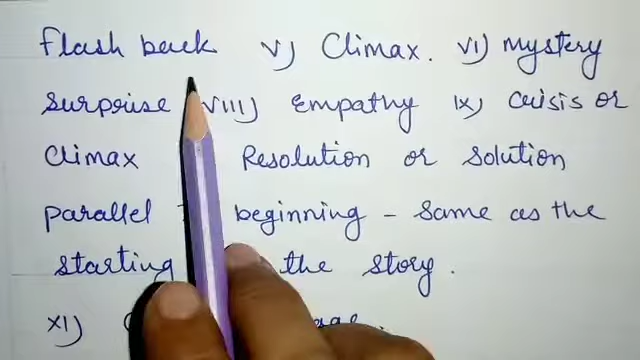 Flash back v) Climax. vi) Mystery
Surprise viii) Empathy ix) Crisis or
Climax Resolution or solution
parallel beginning - same as the
starting the story.
xi)